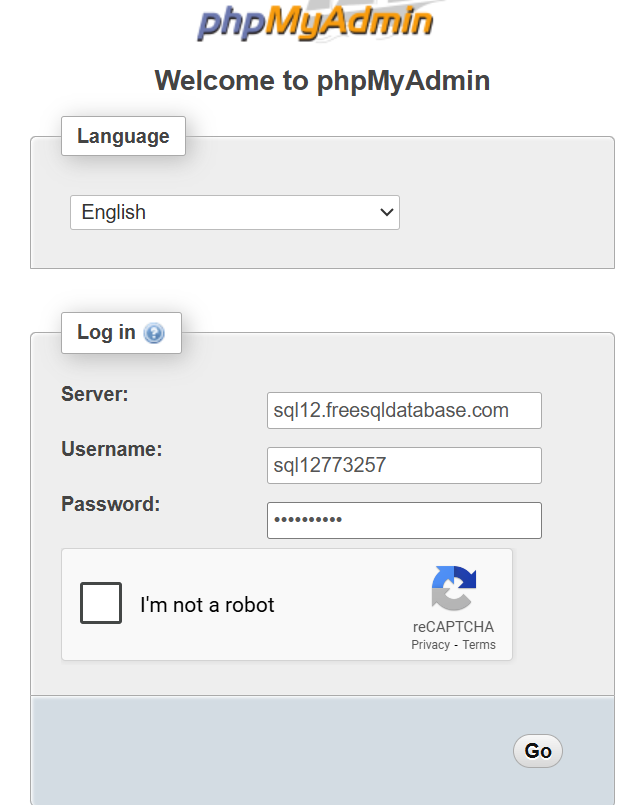 phpMyAdmin
Welcome to phpMyAdmin
Language
English
Log in
Server:
sql12.freesqldatabase.com
Username:
sql12773257
Password:
••••••••••
I'm not a robot
reCAPTCHA
Privacy - Terms
Go